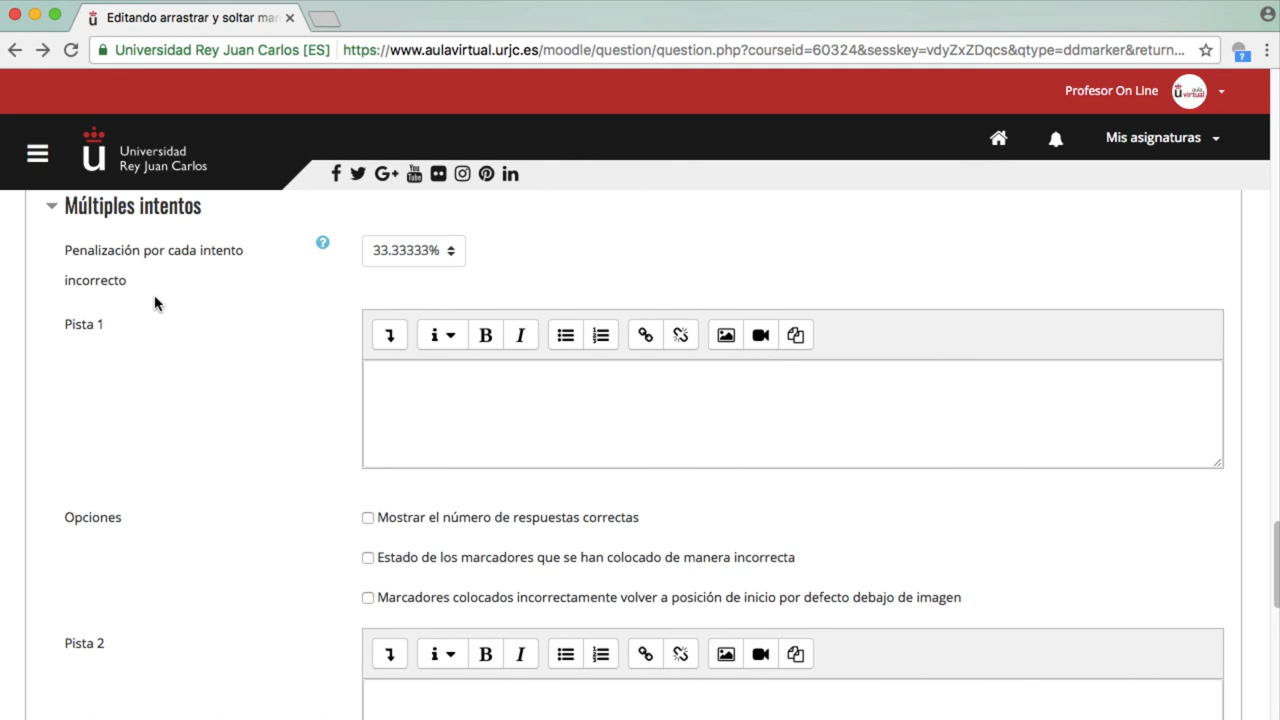 Editando arrastrar y soltar mar
Universidad Rey Juan Carlos [ES]
https://www.aulavirtual.urjc.es/moodle/question/question.php?courseid=60324&sesskey=vdyZxZDqcs&qtype=ddmarker&return...
Profesor On Line
Universidad
Rey Juan Carlos
Mis asignaturas
Múltiples intentos
Penalización por cada intento
incorrecto
33.33333%
Pista 1
Opciones
Mostrar el número de respuestas correctas
Estado de los marcadores que se han colocado de manera incorrecta
Marcadores colocados incorrectamente volver a posición de inicio por defecto debajo de imagen
Pista 2